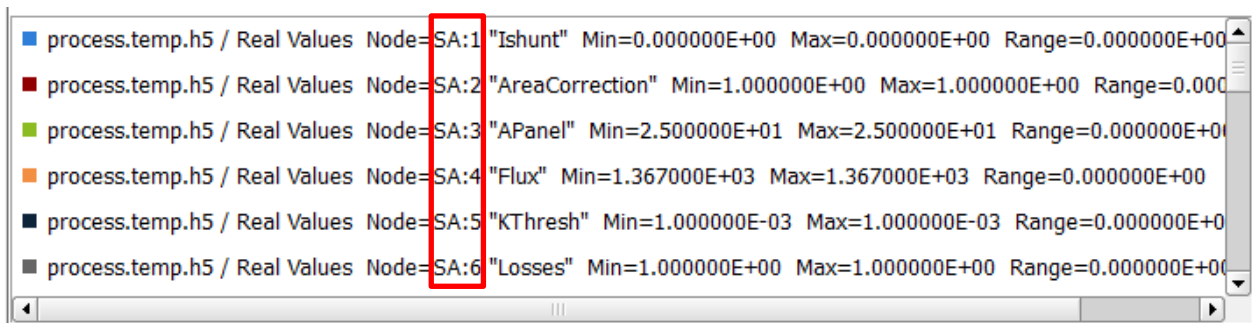 process.temp.h5 / Real Values Node=SA:1 "Ishunt" Min=0.000000E+00 Max=0.000000E+00 Range=0.000000E+00
process.temp.h5 / Real Values Node=SA:2 "AreaCorrection" Min=1.000000E+00 Max=1.000000E+00 Range=0.000
process.temp.h5 / Real Values Node=SA:3 "APanel" Min=2.500000E+01 Max=2.500000E+01 Range=0.000000E+00
process.temp.h5 / Real Values Node=SA:4 "Flux" Min=1.367000E+03 Max=1.367000E+03 Range=0.000000E+00
process.temp.h5 / Real Values Node=SA:5 "KThresh" Min=1.000000E-03 Max=1.000000E-03 Range=0.000000E+0
process.temp.h5 / Real Values Node=SA:6 "Losses" Min=1.000000E+00 Max=1.000000E+00 Range=0.000000E+00